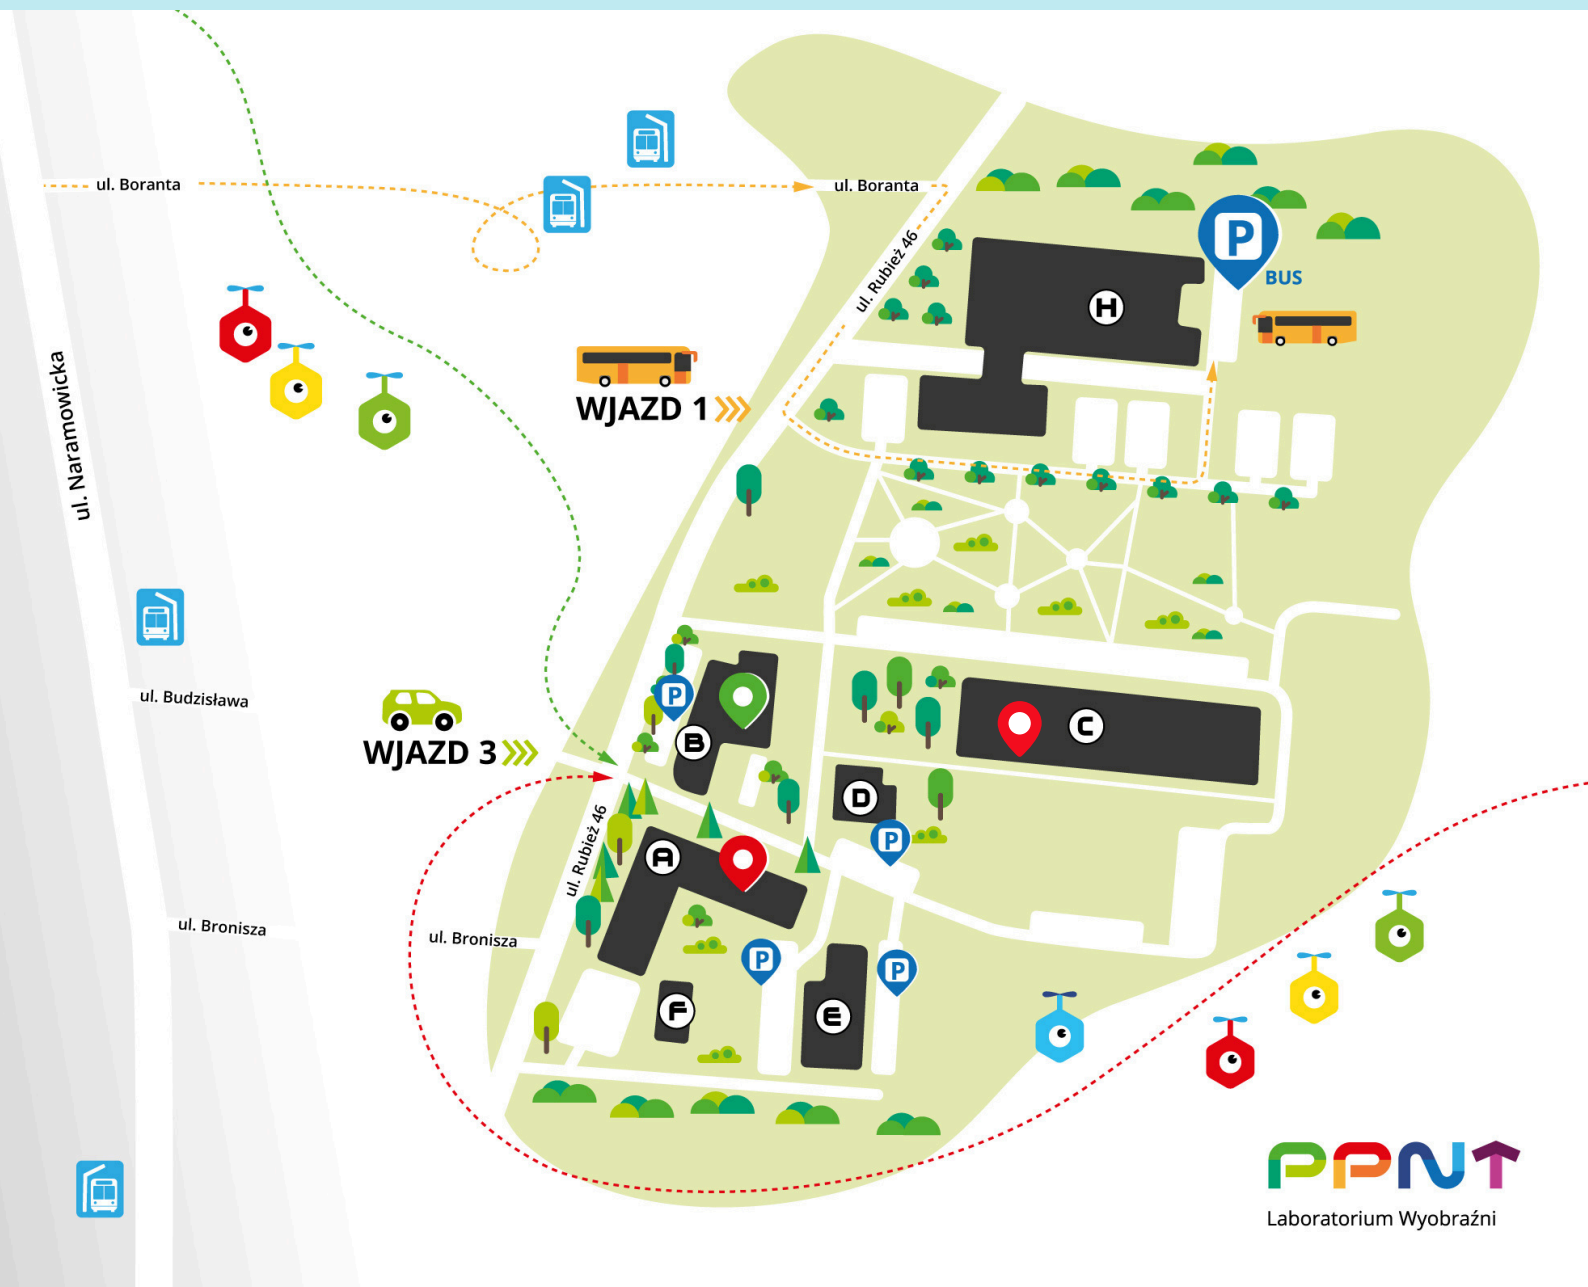 ul. Boranta
ul. Boranta
ul. Rubież 46
P
BUS
H
ul. Naramowicka
WJAZD 1
ul. Budzisława
WJAZD 3
P
B
C
D
P
ul. Rubież 46
A
ul. Bronisza
ul. Bronisza
P
P
F
E
PPNT
Laboratorium Wyobraźni